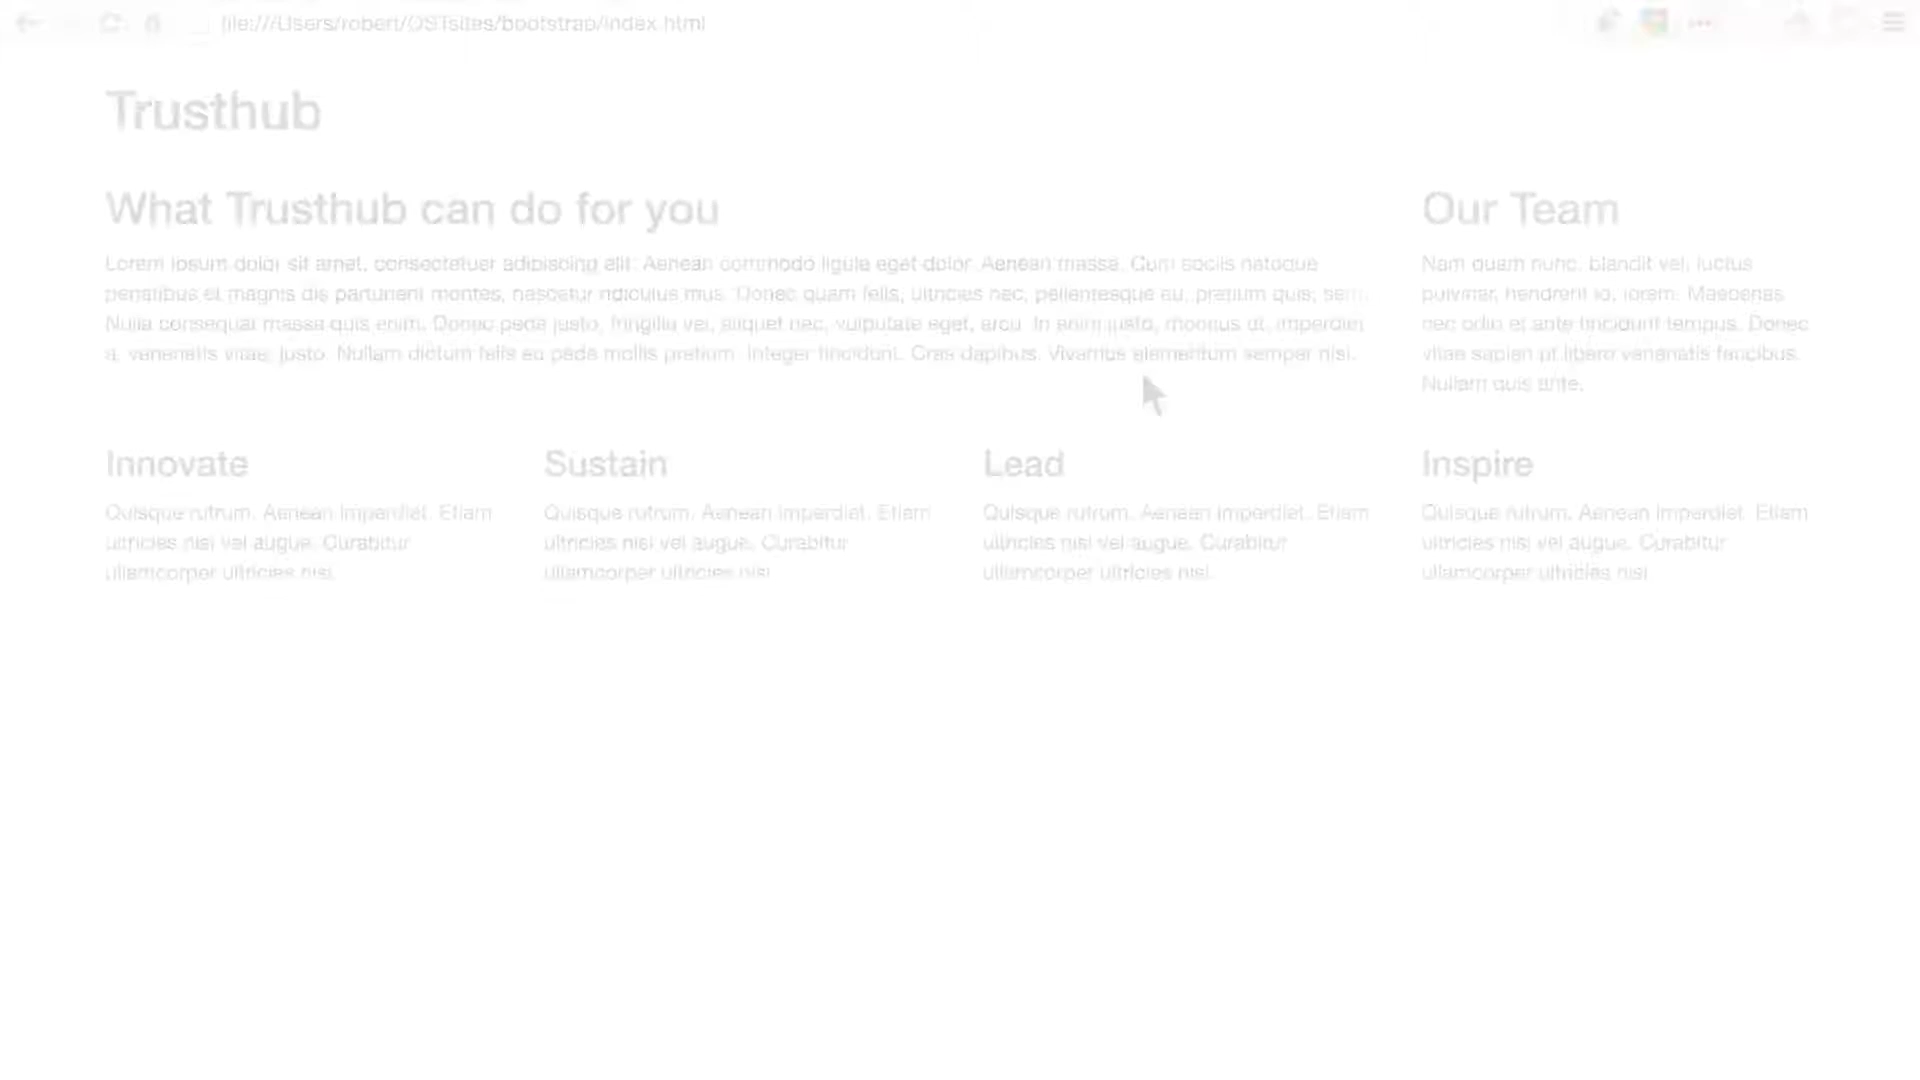 file:///Users/robert/OSTsites/bootstrap/index.html
Trusthub
What Trusthub can do for you
Lorem ipsum dolor sit amet, consectetuer adipiscing elit. Aenean commodo ligula eget dolor. Aenean massa. Cum sociis natoque
penatibus et magnis dis parturient montes, nascetur ridiculus mus. Donec quam felis, ultricies nec, pellentesque eu, pretium quis, sem.
Nulla consequat massa quis enim. Donec pede justo, fringilla vel, aliquet nec, vulputate eget, arcu. In enim justo, rhoncus ut, imperdiet
a, venenatis vitae, justo. Nullam dictum felis eu pede mollis pretium. Integer tincidunt. Cras dapibus. Vivamus elementum semper nisi.
Our Team
Nam quam nunc, blandit vel, luctus
pulvinar, hendrerit id, lorem. Maecenas
nec odio et ante tincidunt tempus. Donec
vitae sapien ut libero venenatis faucibus.
Nullam quis ante.
Innovate
Quisque rutrum. Aenean imperdiet. Etiam
ultricies nisi vel augue. Curabitur
ullamcorper ultricies nisi.
Sustain
Quisque rutrum. Aenean imperdiet. Etiam
ultricies nisi vel augue. Curabitur
ullamcorper ultricies nisi.
Lead
Quisque rutrum. Aenean imperdiet. Etiam
ultricies nisi vel augue. Curabitur
ullamcorper ultricies nisi.
Inspire
Quisque rutrum. Aenean imperdiet. Etiam
ultricies nisi vel augue. Curabitur
ullamcorper ultricies nisi.